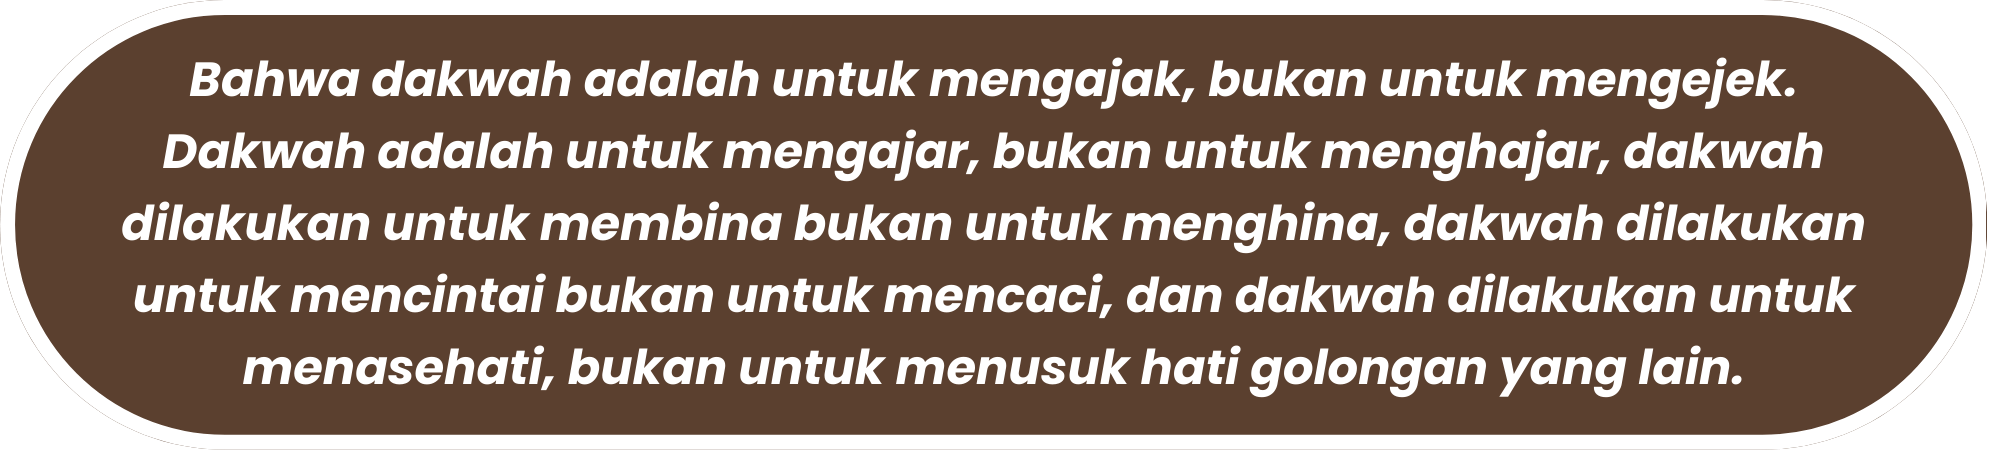 Bahwa dakwah adalah untuk mengajak, bukan untuk mengejek.
Dakwah adalah untuk mengajar, bukan untuk menghajar, dakwah
dilakukan untuk membina bukan untuk menghina, dakwah dilakukan
untuk mencintai bukan untuk mencaci, dan dakwah dilakukan untuk
menasehati, bukan untuk menusuk hati golongan yang lain.